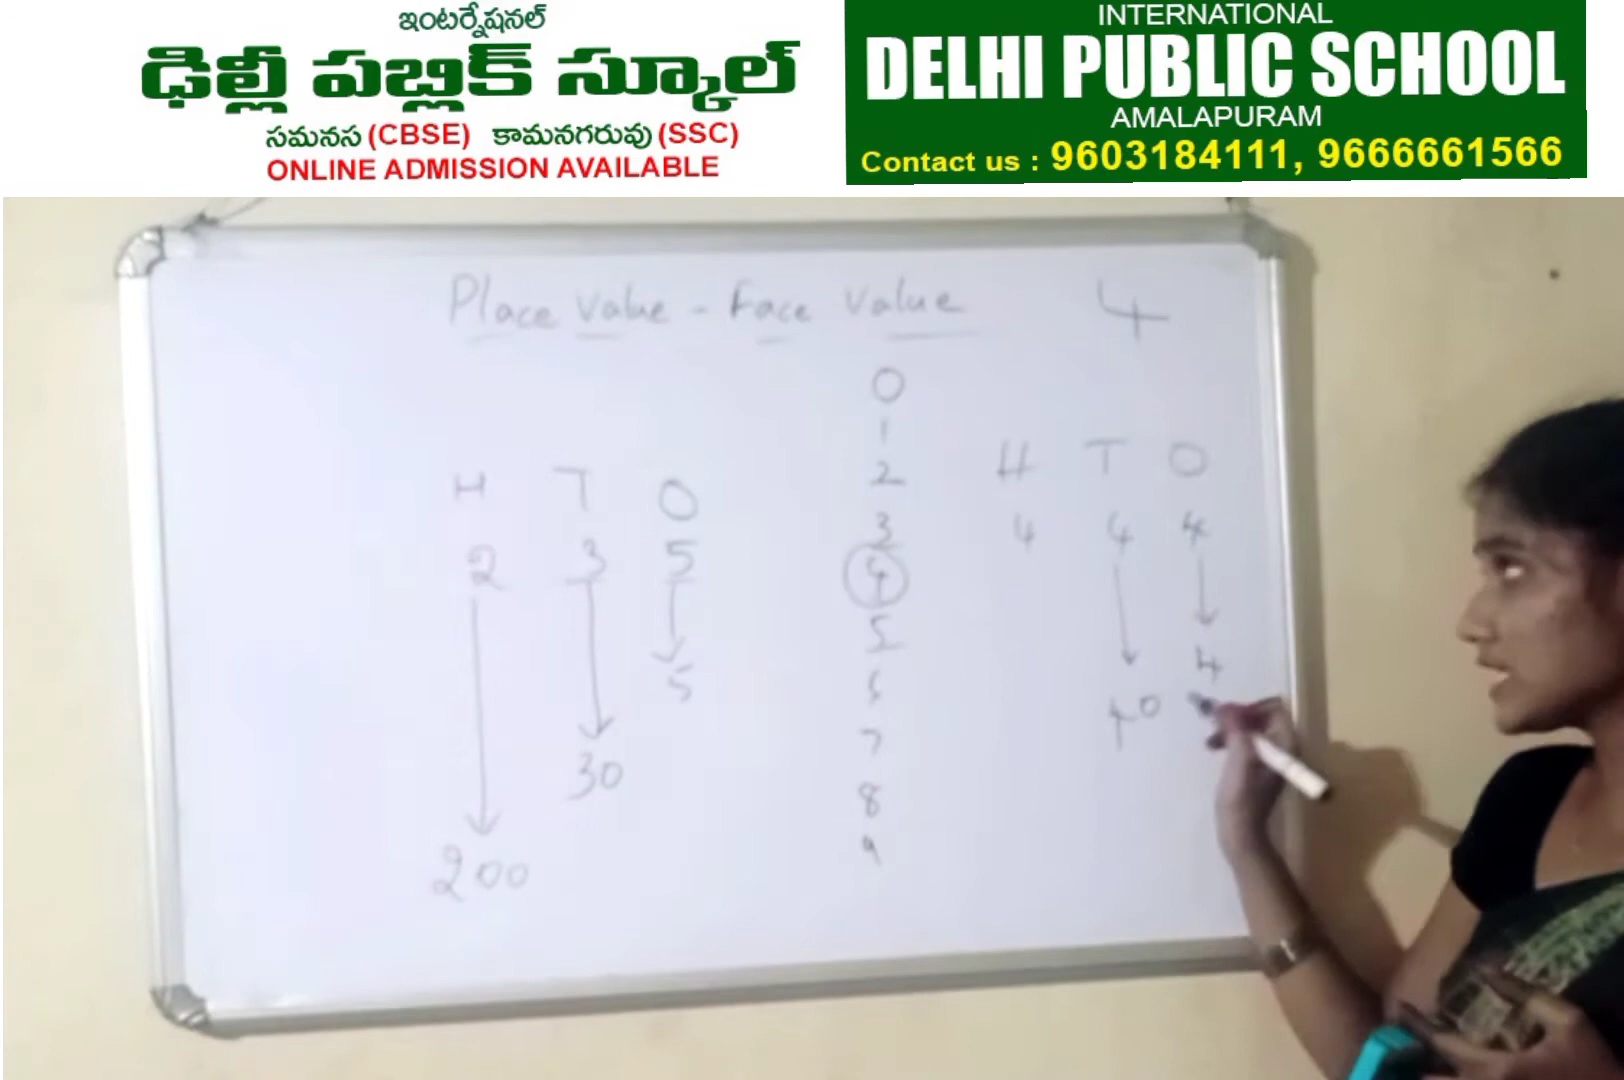 ఇంటర్నేషనల్
ఢిల్లీ పబ్లిక్ స్కూల్
సమనస (CBSE) కామనగరువు (SSC)
ONLINE ADMISSION AVAILABLE
INTERNATIONAL
DELHI PUBLIC SCHOOL
AMALAPURAM
Contact us : 9603184111, 9666661566
Place Value - Face Value 4
H T O
2 3 5
5
30
200
0
1
2
3
4
5
6
7
8
9
H T O
4 4 4
4
40